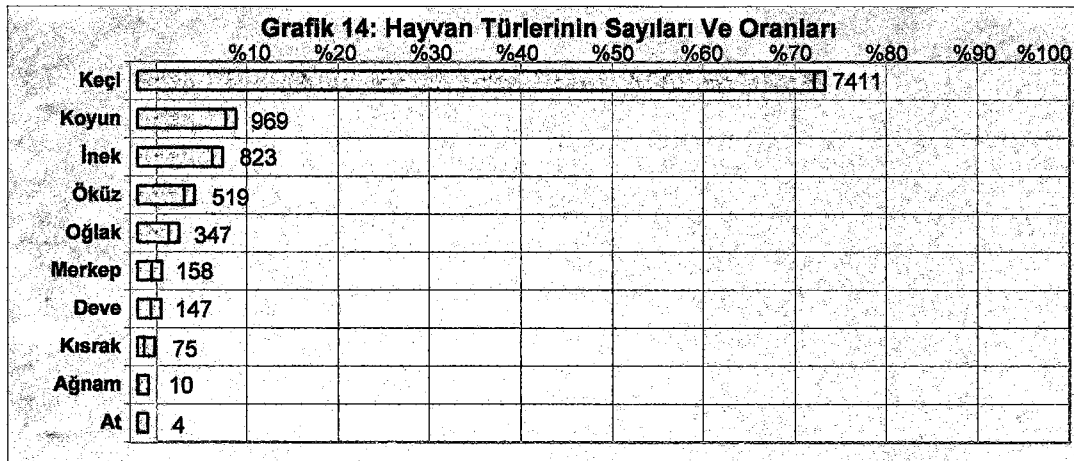 Grafik 14: Hayvan Türlerinin Sayıları Ve Oranları
%10 %20 %30 %40 %50 %60 %70 %80 %90 %100
Keçi 7411
Koyun 969
İnek 823
Öküz 519
Oğlak 347
Merkep 158
Deve 147
Kısrak 75
Ağnam 10
At 4